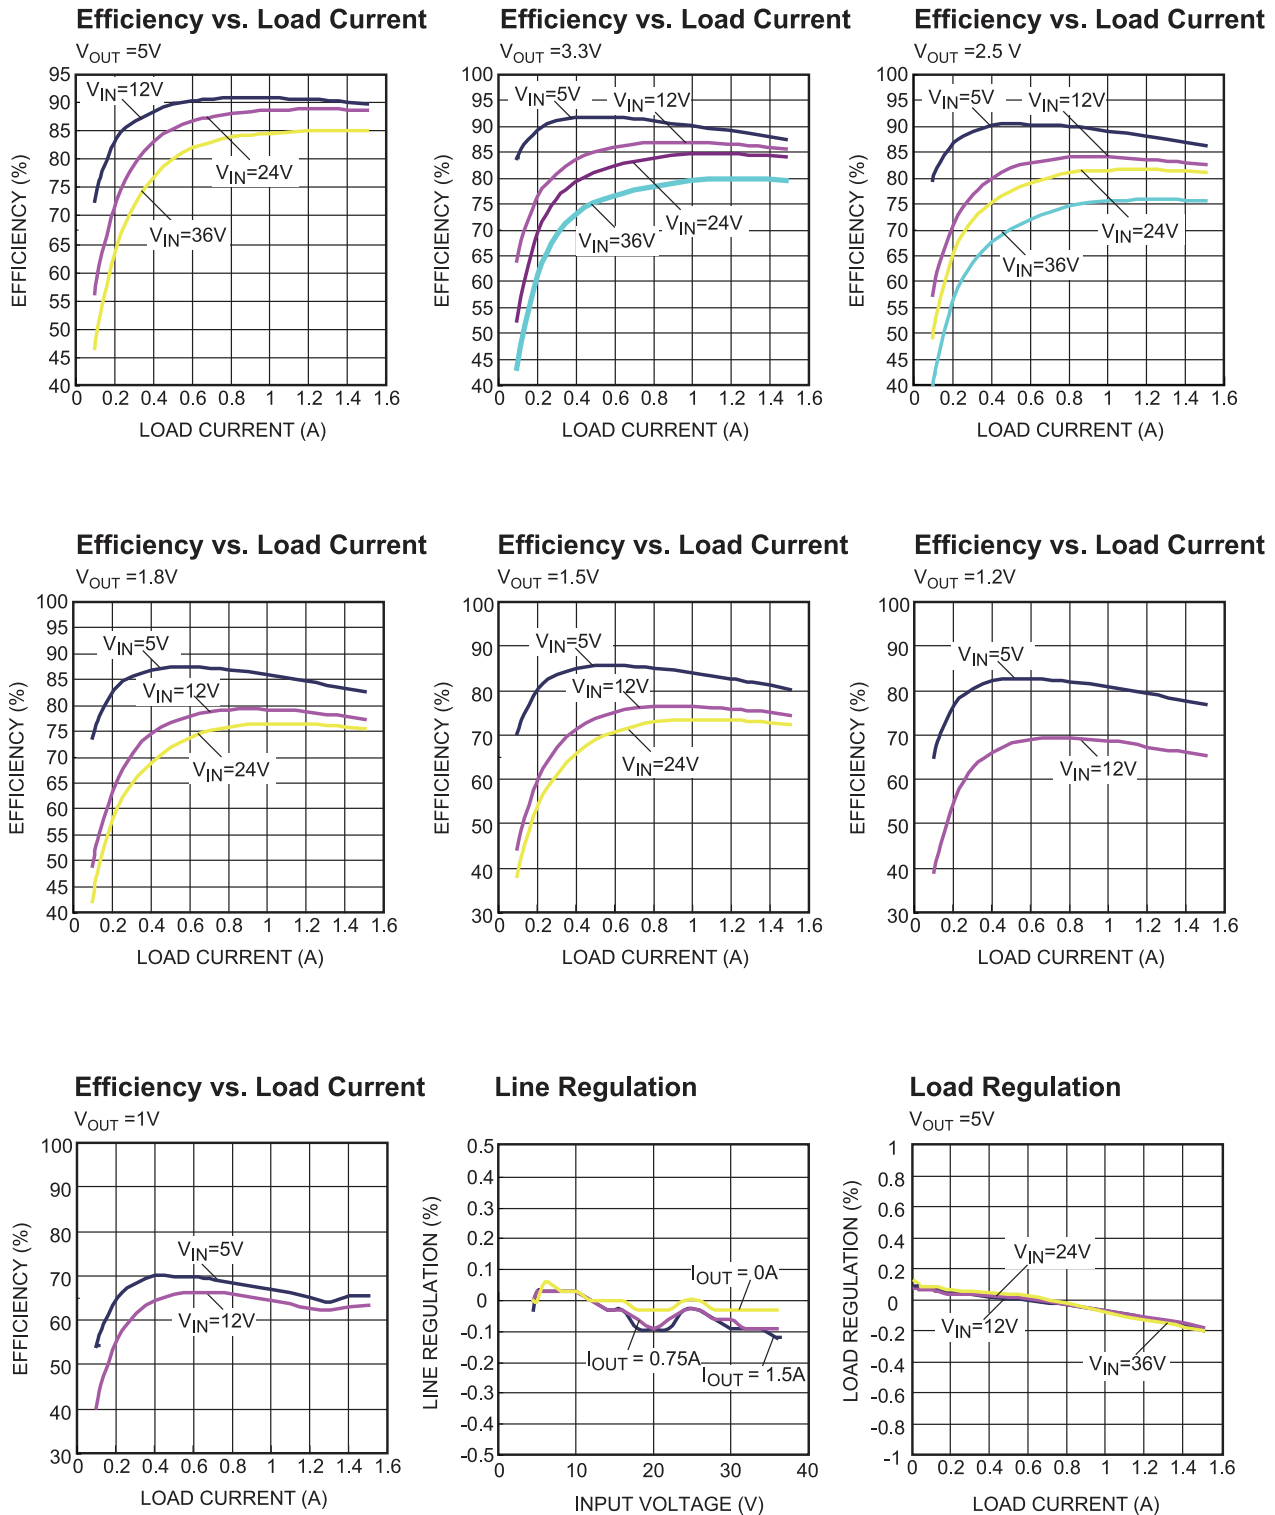 Efficiency vs. Load Current
VOUT =5V
EFFICIENCY (%)
95
90
85
80
75
70
65
60
55
50
45
40
VIN=12V
VIN=24V
VIN=36V
0 0.2 0.4 0.6 0.8 1 1.2 1.4 1.6
LOAD CURRENT (A)
Efficiency vs. Load Current
VOUT =3.3V
EFFICIENCY (%)
100
95
90
85
80
75
70
65
60
55
50
45
40
VIN=5V
VIN=12V
VIN=24V
VIN=36V
0 0.2 0.4 0.6 0.8 1 1.2 1.4 1.6
LOAD CURRENT (A)
Efficiency vs. Load Current
VOUT =2.5 V
EFFICIENCY (%)
100
95
90
85
80
75
70
65
60
55
50
45
40
VIN=5V
VIN=12V
VIN=24V
VIN=36V
0 0.2 0.4 0.6 0.8 1 1.2 1.4 1.6
LOAD CURRENT (A)
Efficiency vs. Load Current
VOUT =1.8V
EFFICIENCY (%)
100
95
90
85
80
75
70
65
60
55
50
45
40
VIN=5V
VIN=12V
VIN=24V
0 0.2 0.4 0.6 0.8 1 1.2 1.4 1.6
LOAD CURRENT (A)
Efficiency vs. Load Current
VOUT =1.5V
EFFICIENCY (%)
100
90
80
70
60
50
40
30
VIN=5V
VIN=12V
VIN=24V
0 0.2 0.4 0.6 0.8 1 1.2 1.4 1.6
LOAD CURRENT (A)
Efficiency vs. Load Current
VOUT =1.2V
EFFICIENCY (%)
100
90
80
70
60
50
40
30
VIN=5V
VIN=12V
0 0.2 0.4 0.6 0.8 1 1.2 1.4 1.6
LOAD CURRENT (A)
Efficiency vs. Load Current
VOUT =1V
EFFICIENCY (%)
100
90
80
70
60
50
40
30
VIN=5V
VIN=12V
0 0.2 0.4 0.6 0.8 1 1.2 1.4 1.6
LOAD CURRENT (A)
Line Regulation
LINE REGULATION (%)
0.5
0.4
0.3
0.2
0.1
0
-0.1
-0.2
-0.3
-0.4
-0.5
IOUT = 0A
IOUT = 0.75A
IOUT = 1.5A
0 10 20 30 40
INPUT VOLTAGE (V)
Load Regulation
VOUT =5V
LOAD REGULATION (%)
1
0.8
0.6
0.4
0.2
0
-0.2
-0.4
-0.6
-0.8
-1
VIN=24V
VIN=12V
VIN=36V
0 0.2 0.4 0.6 0.8 1 1.2 1.4 1.6
LOAD CURRENT (A)